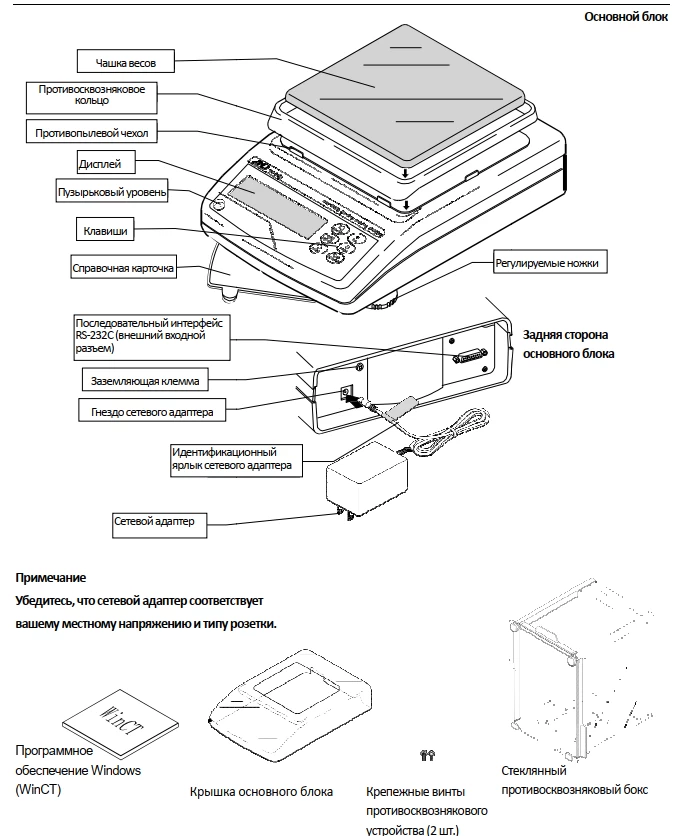 Основной блок
Чашка весов
Противосквозняковое
кольцо
Противопылевой чехол
Дисплей
Пузырьковый уровень
Клавиши
Справочная карточка
Регулируемые ножки
Последовательный интерфейс
RS-232C (внешний входной
разъем)
Задняя сторона
основного блока
Заземляющая клемма
Гнездо сетевого адаптера
Идентификационный
ярлык сетевого адаптера
Сетевой адаптер
Примечание
Убедитесь, что сетевой адаптер соответствует
вашему местному напряжению и типу розетки.
WinCT
Программное
обеспечение Windows
(WinCT)
Крышка основного блока
Крепежные винты
противосквознякового
устройства (2 шт.)
Стеклянный
противосквозняковый бокс